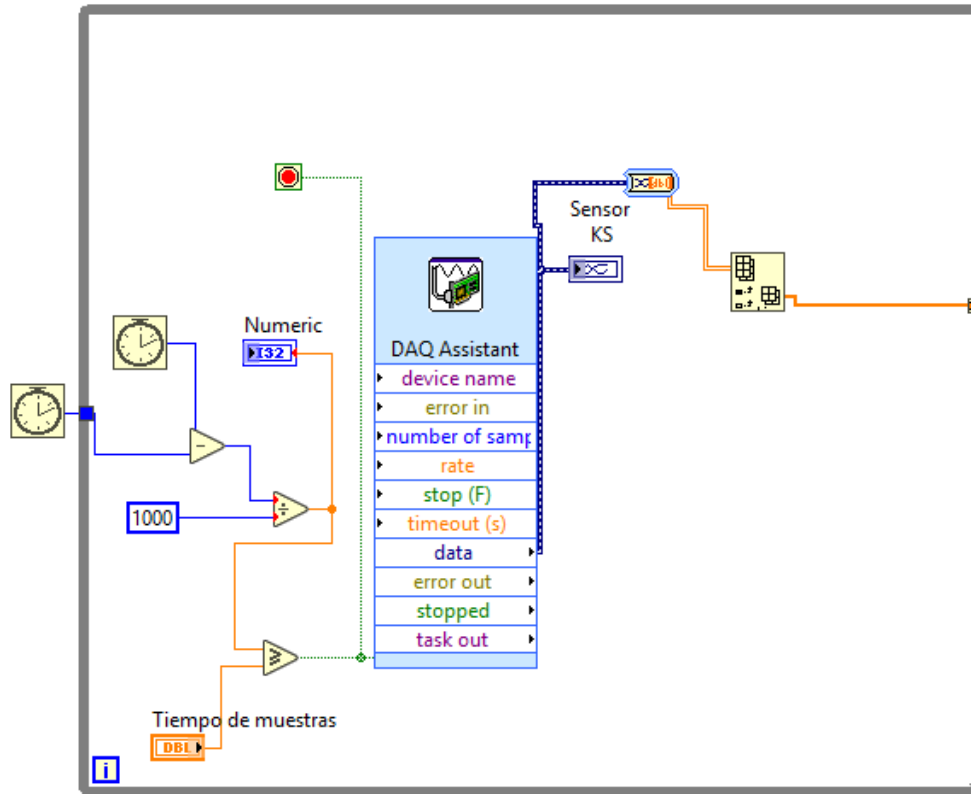 Sensor
KS
Numeric
I32
DAQ Assistant
device name
error in
number of samp
rate
stop (F)
timeout (s)
data
error out
stopped
task out
1000
Tiempo de muestras
DBL
i